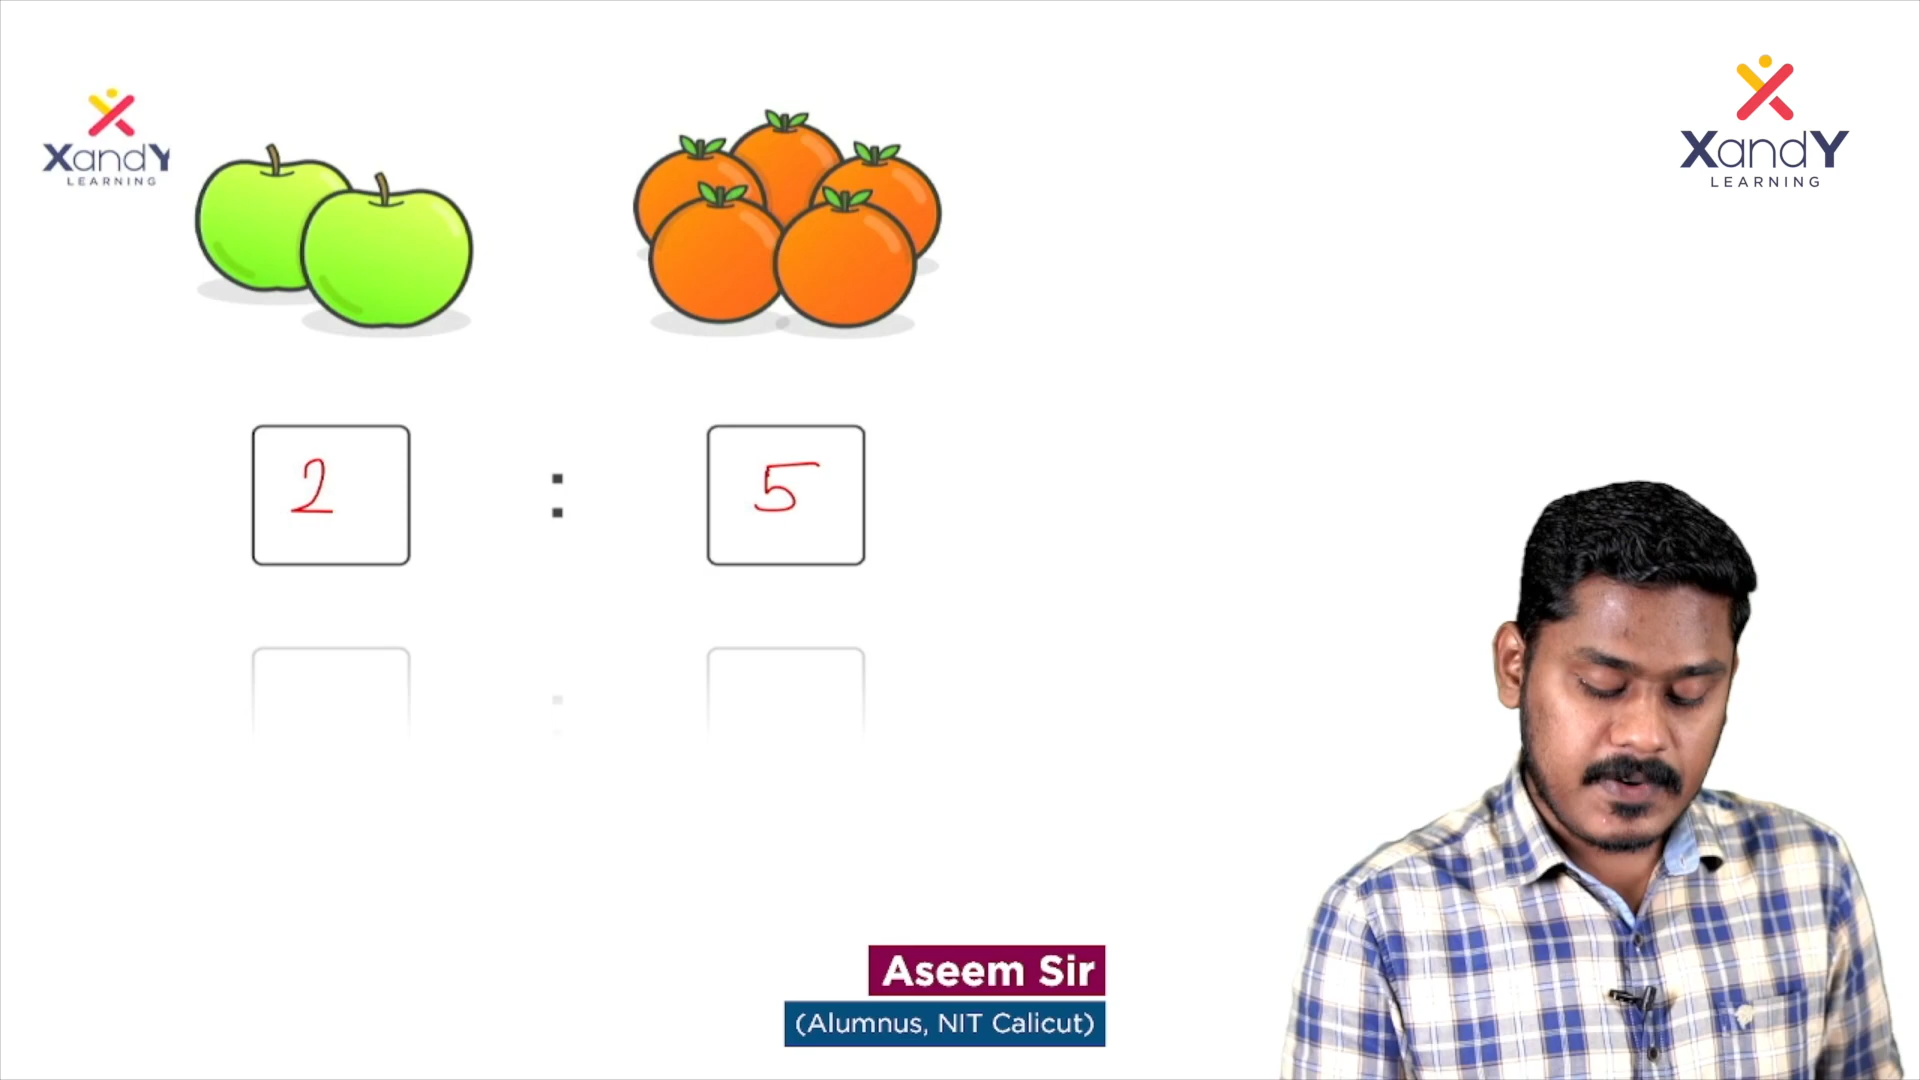 XandY
LEARNING
XandY
LEARNING
2 : 5
Aseem Sir
(Alumnus, NIT Calicut)